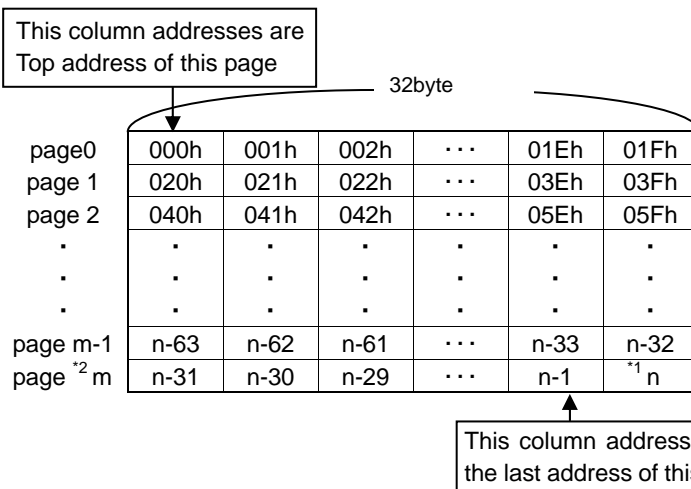 This column addresses are
Top address of this page
32byte
page0 000h 001h 002h ··· 01Eh 01Fh
page 1 020h 021h 022h ··· 03Eh 03Fh
page 2 040h 041h 042h ··· 05Eh 05Fh
· · · · · · ·
· · · · · · ·
· · · · · · ·
page m-1 n-63 n-62 n-61 ··· n-33 n-32
page *2 m n-31 n-30 n-29 ··· n-1 *1 n
This column address
the last address of